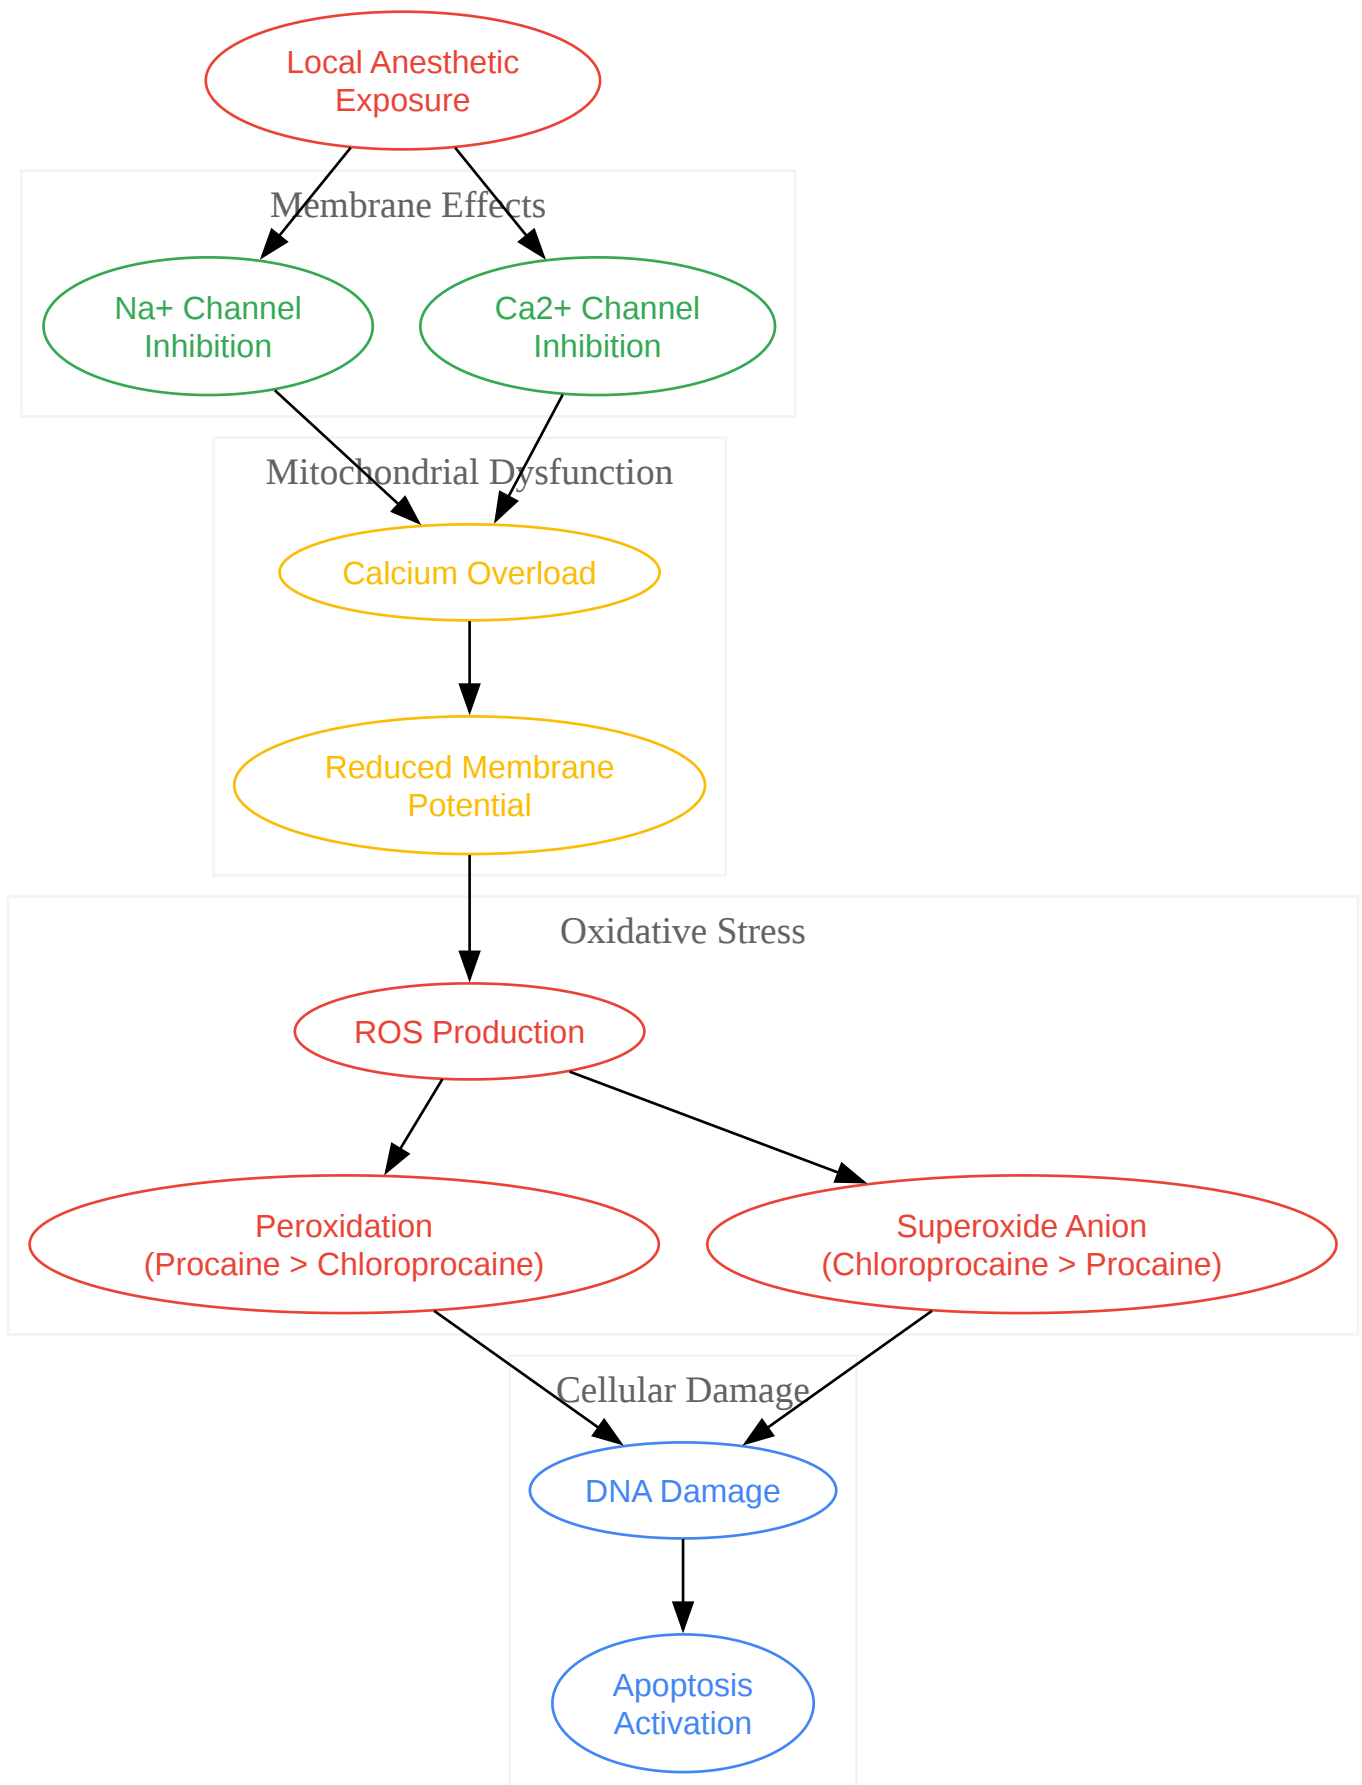 Local Anesthetic
Exposure
Membrane Effects
Na+ Channel
Inhibition
Ca2+ Channel
Inhibition
Mitochondrial Dysfunction
Calcium Overload
Reduced Membrane
Potential
Oxidative Stress
ROS Production
Peroxidation
(Procaine > Chloroprocaine)
Superoxide Anion
(Chloroprocaine > Procaine)
Cellular Damage
DNA Damage
Apoptosis
Activation